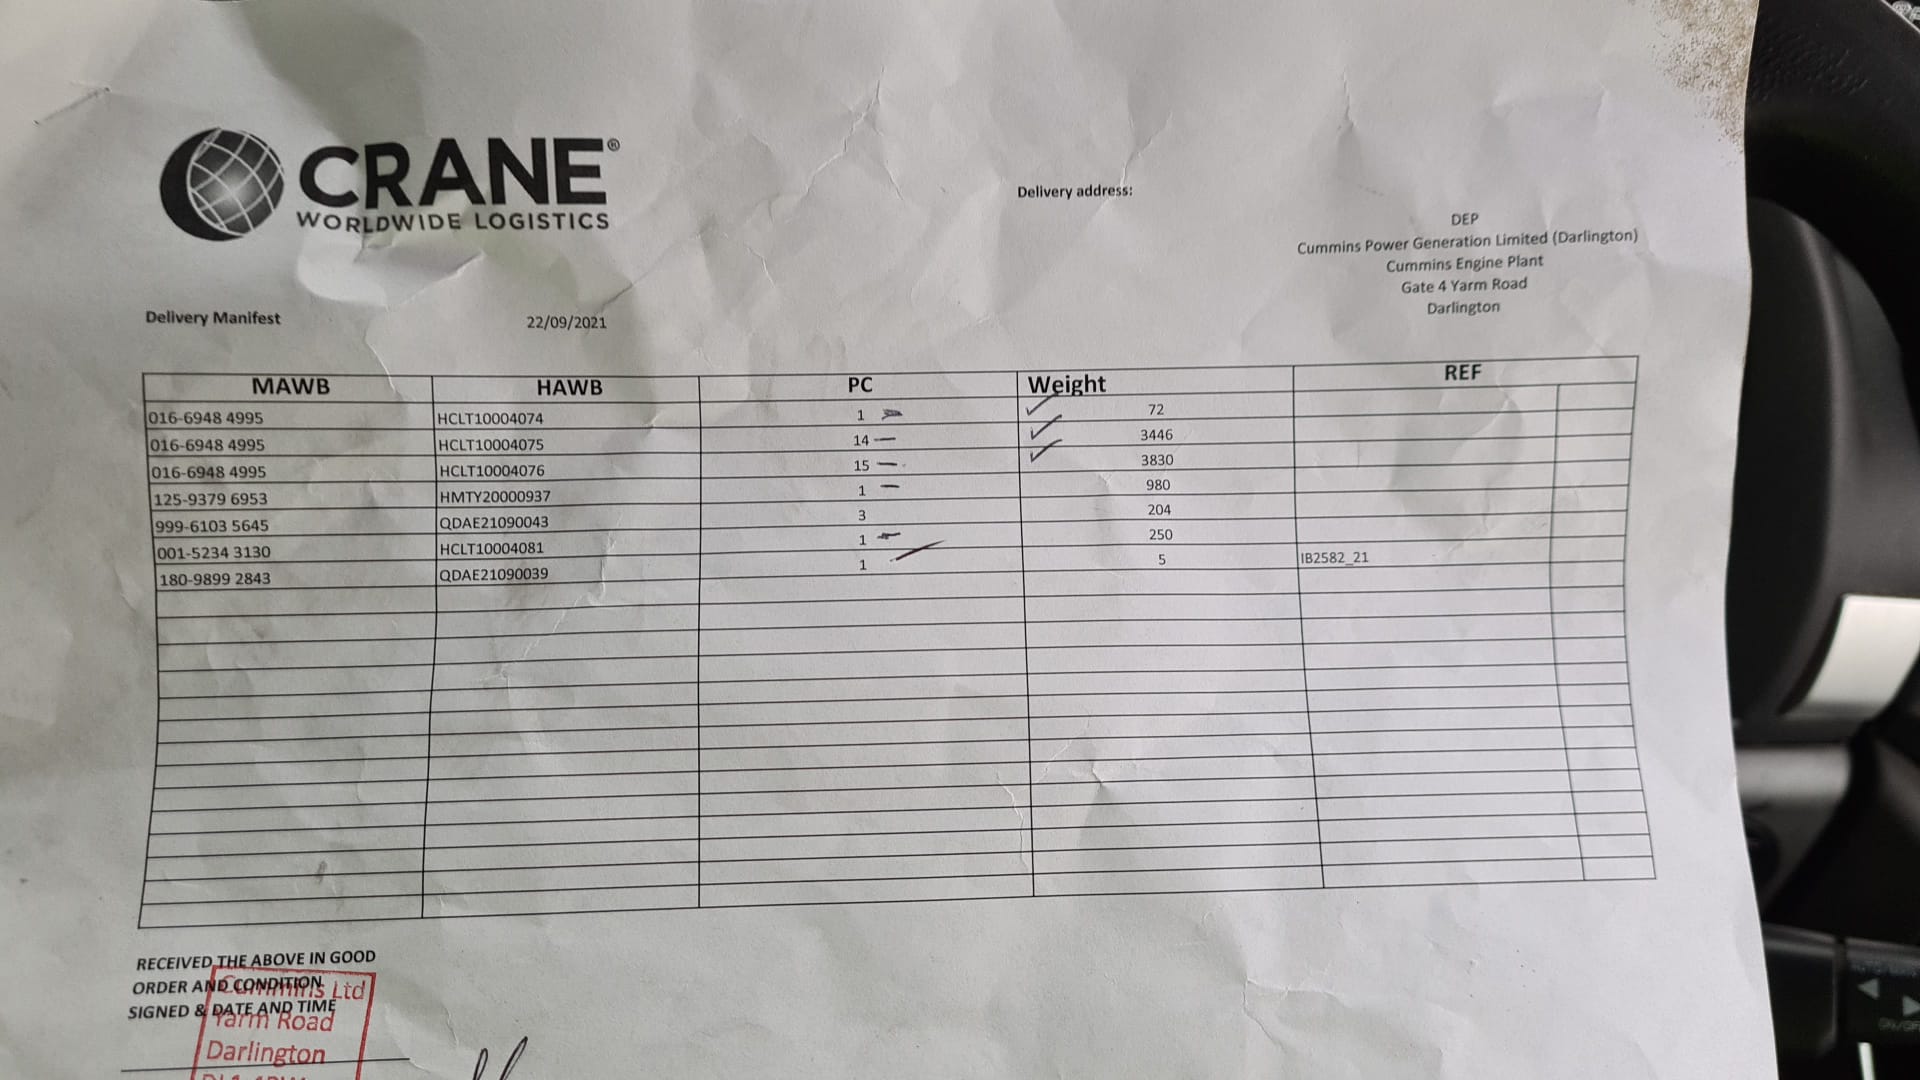 CRANE®
WORLDWIDE LOGISTICS
Delivery address:
DEP
Cummins Power Generation Limited (Darlington)
Cummins Engine Plant
Gate 4 Yarm Road
Darlington
Delivery Manifest 22/09/2021
MAWB HAWB PC Weight REF
016-6948 4995 HCLT10004074 1 72
016-6948 4995 HCLT10004075 14 3446
016-6948 4995 HCLT10004076 15 3830
125-9379 6953 HMTY20000937 1 980
999-6103 5645 QDAE21090043 3 204
001-5234 3130 HCLT10004081 1 250
180-9899 2843 QDAE21090039 1 5 IB2582_21
RECEIVED THE ABOVE IN GOOD
ORDER AND CONDITION
SIGNED & DATE AND TIME
Cummins Ltd
Yarm Road
Darlington